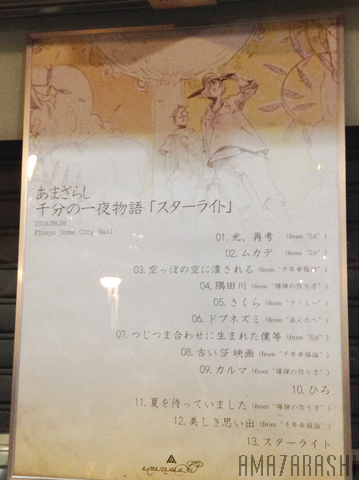 あまざらし
千分の一夜物語「スターライト」
2014.09.09
@Tokyo Dome City Hall
01.光、再考 (from "0.6")
02.ムカデ (from "0.6")
03.空っぽの空に潰される (from "千年幸福論")
04.隅田川 (from "爆弾の作り方")
05.さくら (from "アノミー")
06.ドブネズミ (from "あんたへ")
07.つじつま合わせに生まれた僕等 (from "0.6")
08.古いSF映画 (from "千年幸福論")
09.カルマ (from "爆弾の作り方")
10.ひろ
11.夏を待っていました (from "爆弾の作り方")
12.美しき思い出 (from "千年幸福論")
13.スターライト
amazarashi
AMAZARASHI